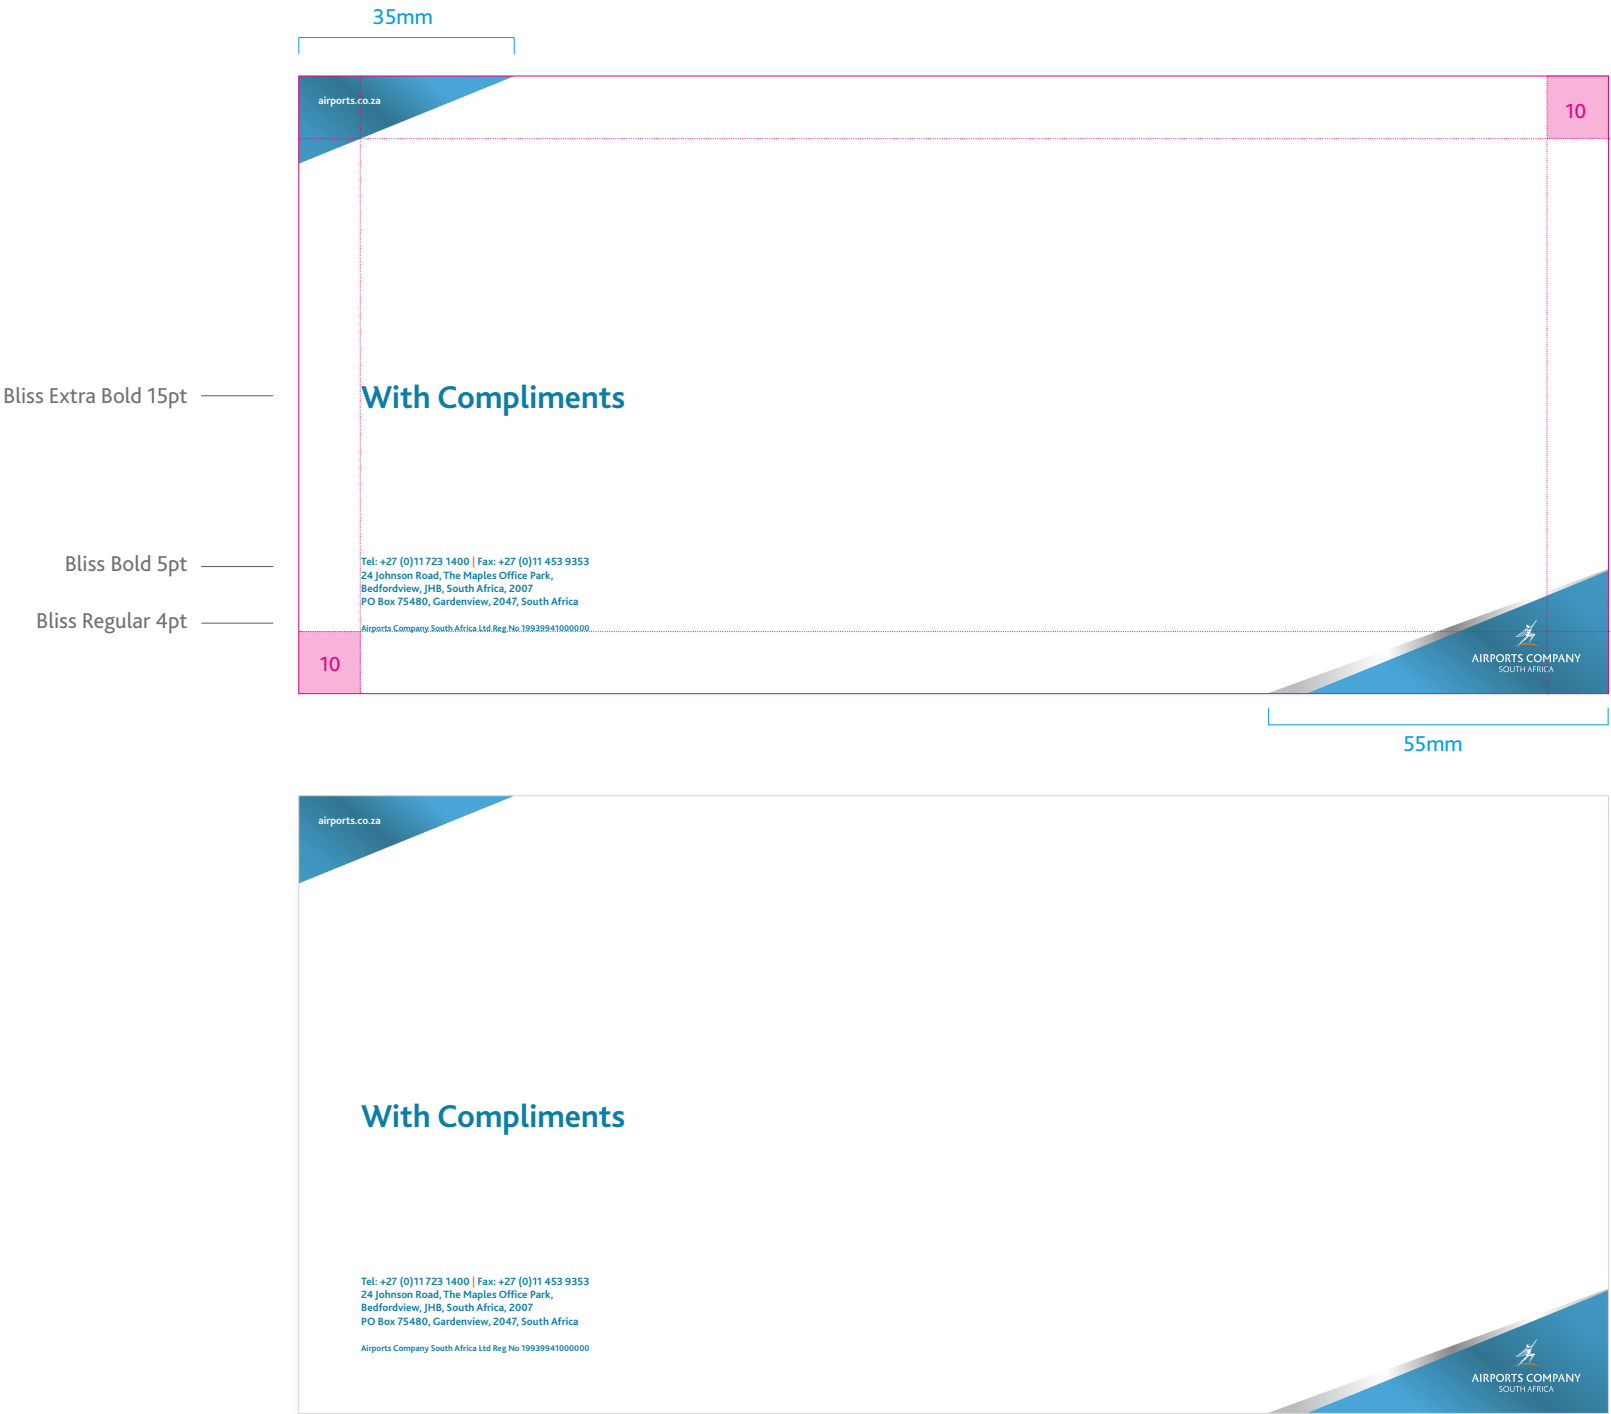 35mm
airports.co.za
10
Bliss Extra Bold 15pt
With Compliments
Bliss Bold 5pt
Tel: +27 (0)11 723 1400 | Fax: +27 (0)11 453 9353
24 Johnson Road, The Maples Office Park,
Bedfordview, JHB, South Africa, 2007
PO Box 75480, Gardenview, 2047, South Africa
Bliss Regular 4pt
Airports Company South Africa Ltd Reg No 19939941000000
10
AIRPORTS COMPANY
SOUTH AFRICA
55mm
airports.co.za
With Compliments
Tel: +27 (0)11 723 1400 | Fax: +27 (0)11 453 9353
24 Johnson Road, The Maples Office Park,
Bedfordview, JHB, South Africa, 2007
PO Box 75480, Gardenview, 2047, South Africa
Airports Company South Africa Ltd Reg No 19939941000000
AIRPORTS COMPANY
SOUTH AFRICA